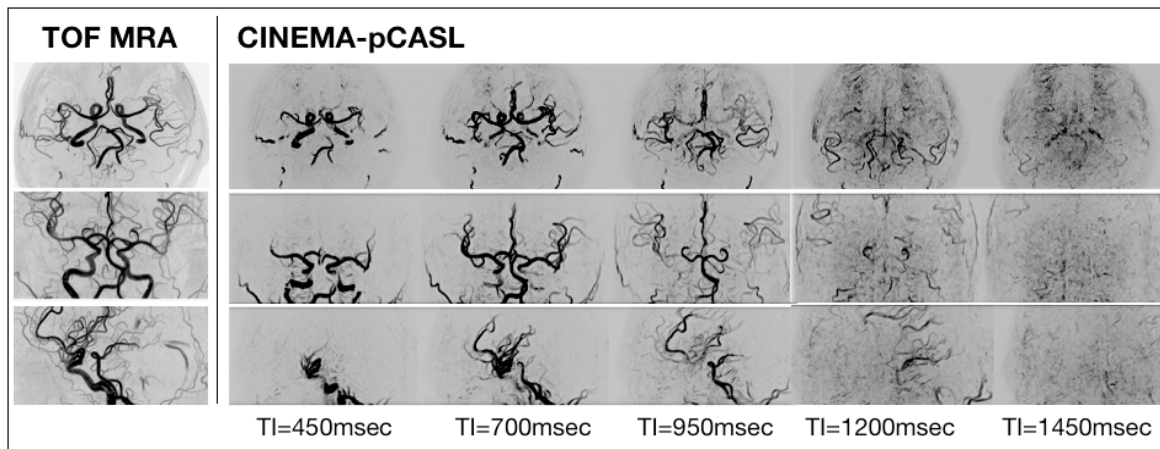 TOF MRA
CINEMA-pCASL
TI=450msec
TI=700msec
TI=950msec
TI=1200msec
TI=1450msec